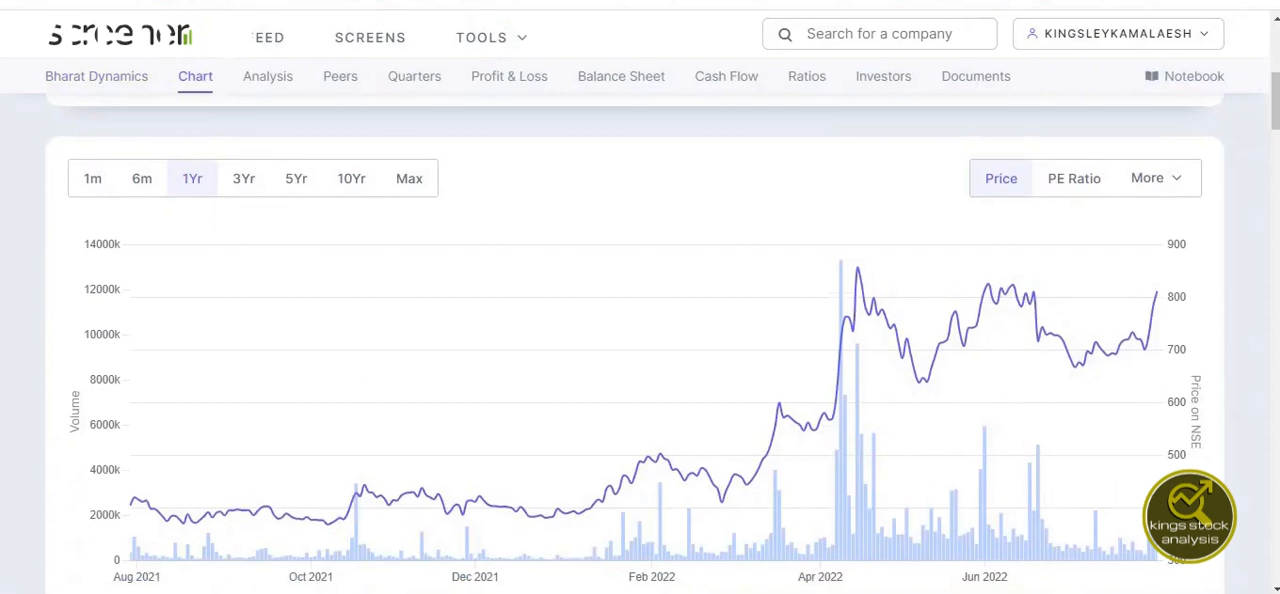 screener
EED SCREENS TOOLS
Search for a company
KINGSLEYKAMALAESH
Bharat Dynamics Chart Analysis Peers Quarters Profit & Loss Balance Sheet Cash Flow Ratios Investors Documents Notebook
1m 6m 1Yr 3Yr 5Yr 10Yr Max
Price PE Ratio More
14000k 900
12000k 800
10000k
700
8000k
600
6000k
500
4000k
2000k
0
Volume
Price on NSE
Aug 2021 Oct 2021 Dec 2021 Feb 2022 Apr 2022 Jun 2022
kings stock
analysis